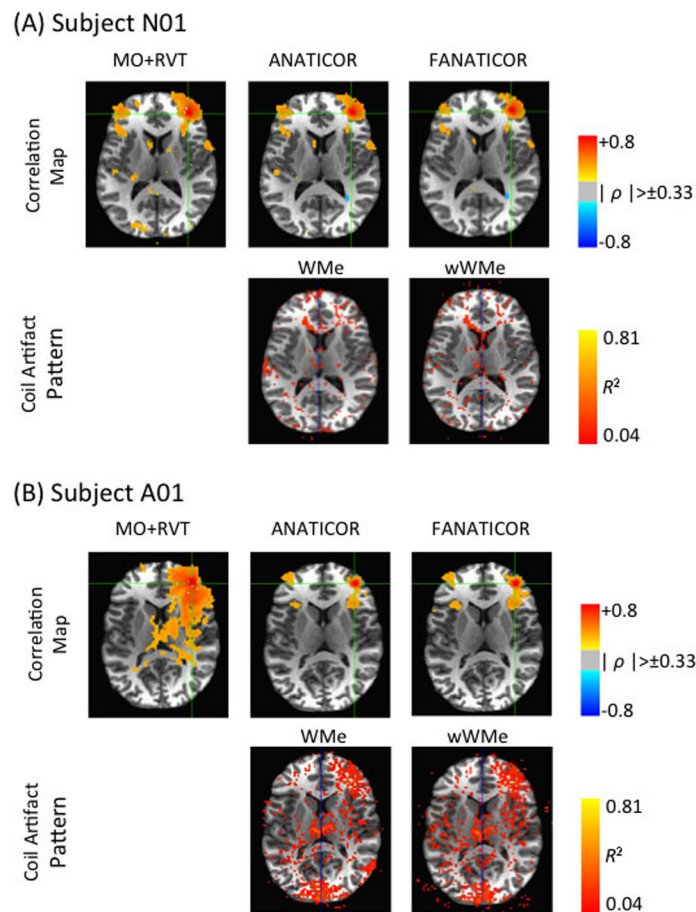 (A) Subject N01
MO+RVT
ANATICOR
FANATICOR
Correlation
Map
+0.8
| ρ |>±0.33
-0.8
WMe
wWMe
Coil Artifact
Pattern
0.81
R²
0.04
(B) Subject A01
MO+RVT
ANATICOR
FANATICOR
Correlation
Map
+0.8
| ρ |>±0.33
-0.8
WMe
wWMe
Coil Artifact
Pattern
0.81
R²
0.04